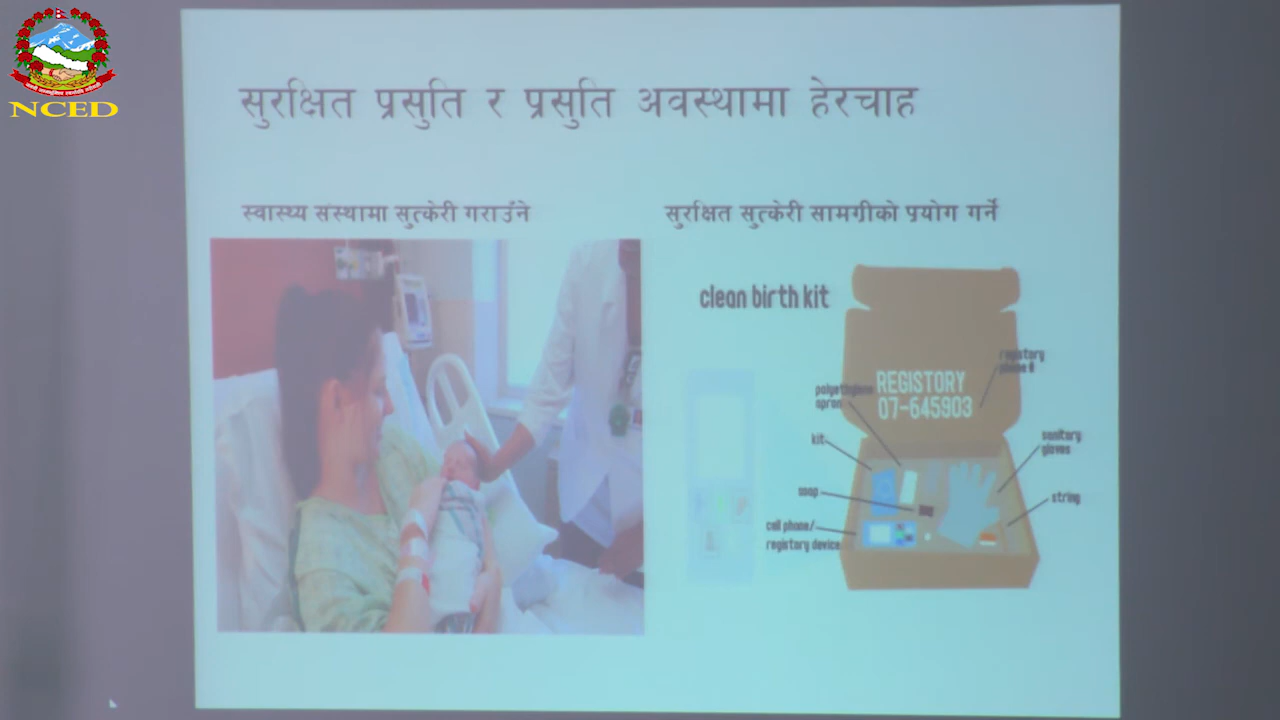 NCED
सुरक्षित प्रसुति र प्रसुति अवस्थामा हेरचाह
स्वास्थ्य संस्थामा सुत्केरी गराउँने
सुरक्षित सुत्केरी सामग्रीको प्रयोग गर्ने
clean birth kit
registory
phone #
REGISTORY
07-645903
polyethylene
apron
kit
sanitary
gloves
soap
string
cell phone/
registory device